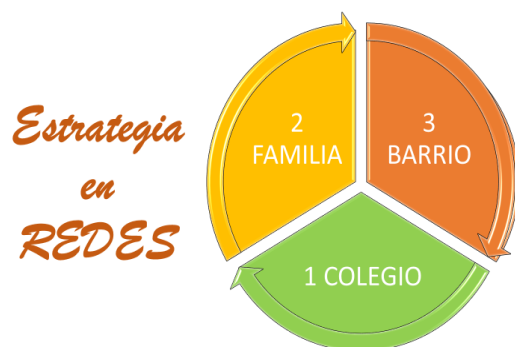 Estrategia
en
REDES
2
FAMILIA
3
BARRIO
1 COLEGIO